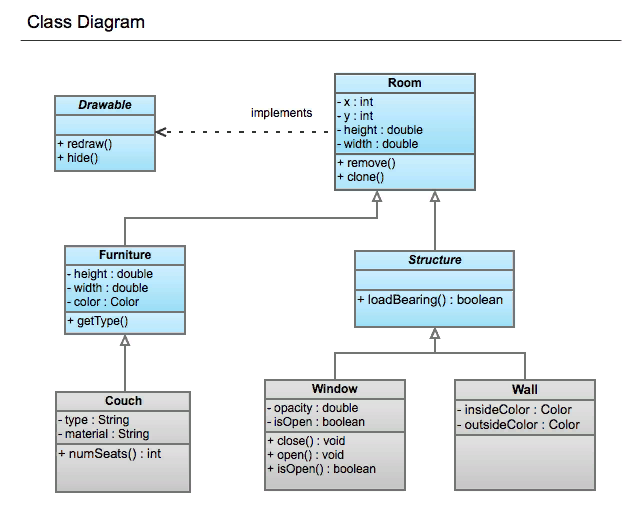 Class Diagram
Drawable
+ redraw()
+ hide()
implements
Room
- x : int
- y : int
- height : double
- width : double
+ remove()
+ clone()
Furniture
- height : double
- width : double
- color : Color
+ getType()
Structure
+ loadBearing() : boolean
Couch
- type : String
- material : String
+ numSeats() : int
Window
- opacity : double
- isOpen : boolean
+ close() : void
+ open() : void
+ isOpen() : boolean
Wall
- insideColor : Color
- outsideColor : Color